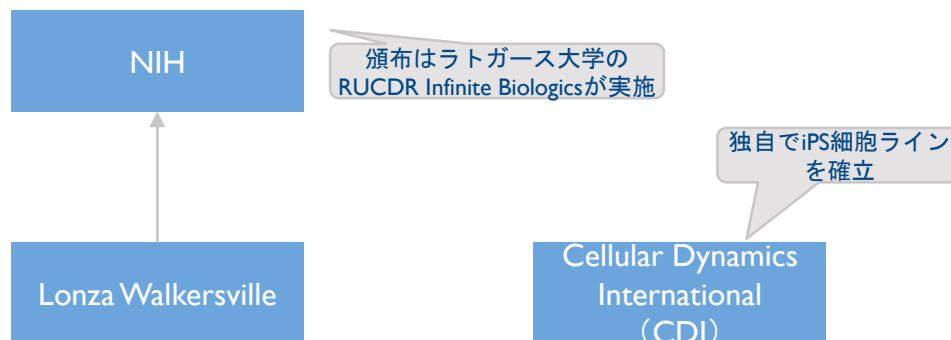 NIH
頒布はラトガース大学の
RUCDR Infinite Biologicsが実施
独自でiPS細胞ライン
を確立
Lonza Walkersville
Cellular Dynamics
International
（CDI）